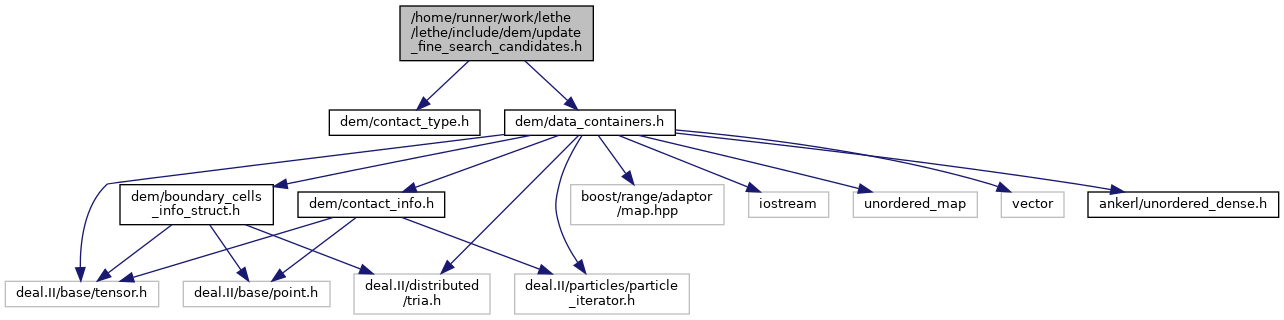 /home/runner/work/lethe
/lethe/include/dem/update
_fine_search_candidates.h
dem/contact_type.h
dem/data_containers.h
dem/boundary_cells
_info_struct.h
dem/contact_info.h
boost/range/adaptor
/map.hpp
iostream
unordered_map
vector
ankerl/unordered_dense.h
deal.II/base/tensor.h
deal.II/base/point.h
deal.II/distributed
/tria.h
deal.II/particles/particle
_iterator.h